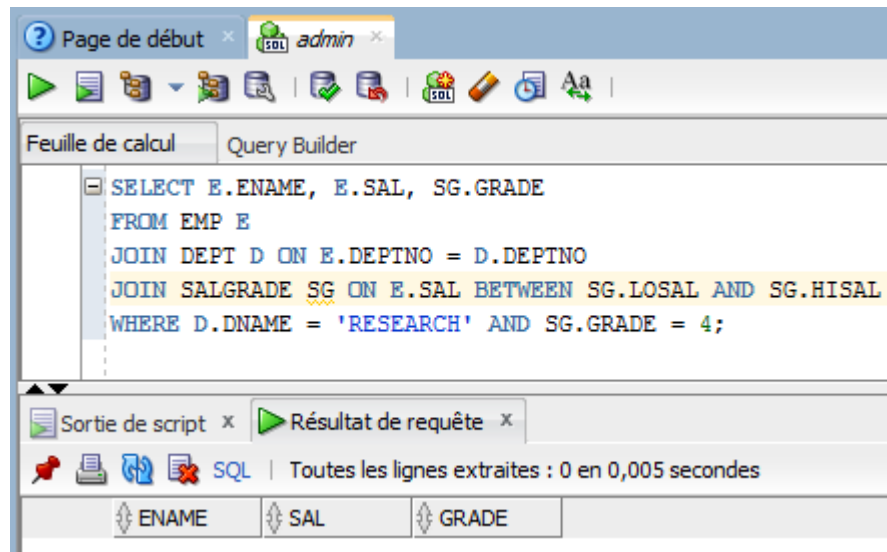 Page de début admin
Feuille de calcul Query Builder
SELECT E.ENAME, E.SAL, SG.GRADE
FROM EMP E
JOIN DEPT D ON E.DEPTNO = D.DEPTNO
JOIN SALGRADE SG ON E.SAL BETWEEN SG.LOSAL AND SG.HISAL
WHERE D.DNAME = 'RESEARCH' AND SG.GRADE = 4;
Sortie de script x Résultat de requête x
SQL | Toutes les lignes extraites : 0 en 0,005 secondes
ENAME SAL GRADE